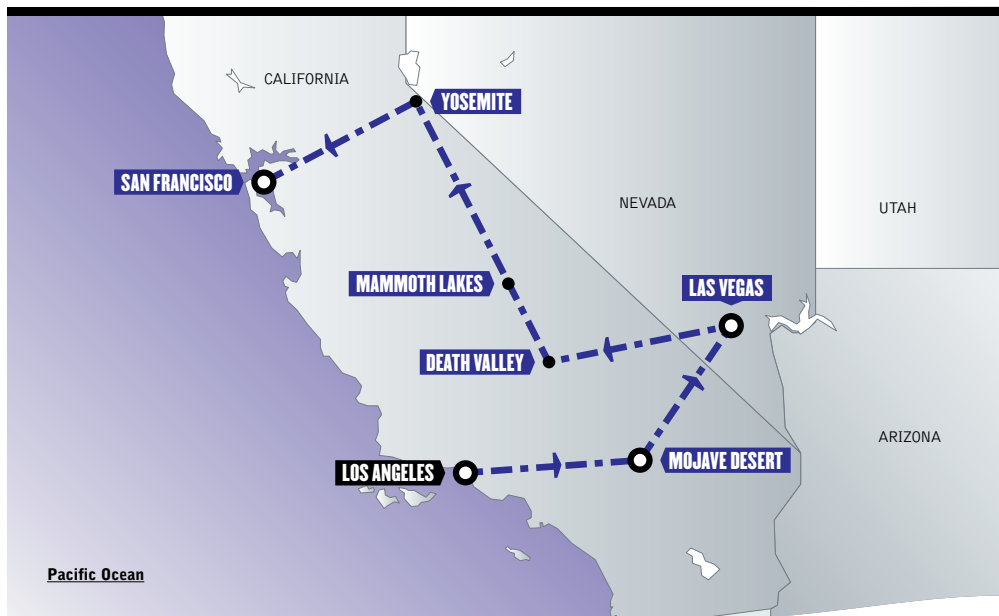 CALIFORNIA
YOSEMITE
SAN FRANCISCO
NEVADA
UTAH
MAMMOTH LAKES
LAS VEGAS
DEATH VALLEY
ARIZONA
LOS ANGELES
MOJAVE DESERT
Pacific Ocean